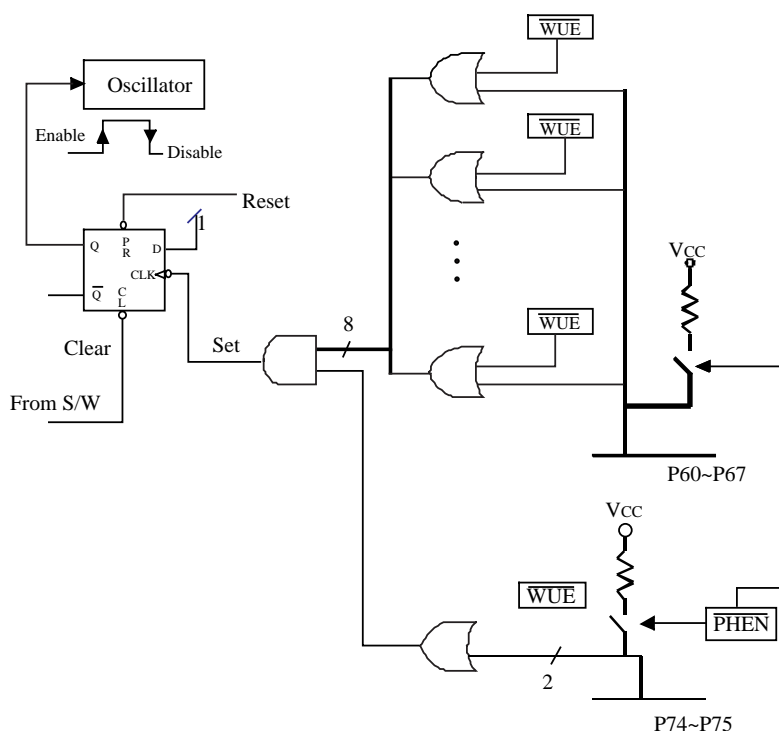 WUE
Oscillator
Enable
Disable
WUE
Reset
1
Q
P
R
D
VCC
CLK
Q
C
L
8
WUE
Clear
Set
From S/W
P60~P67
VCC
WUE
PHEN
2
P74~P75